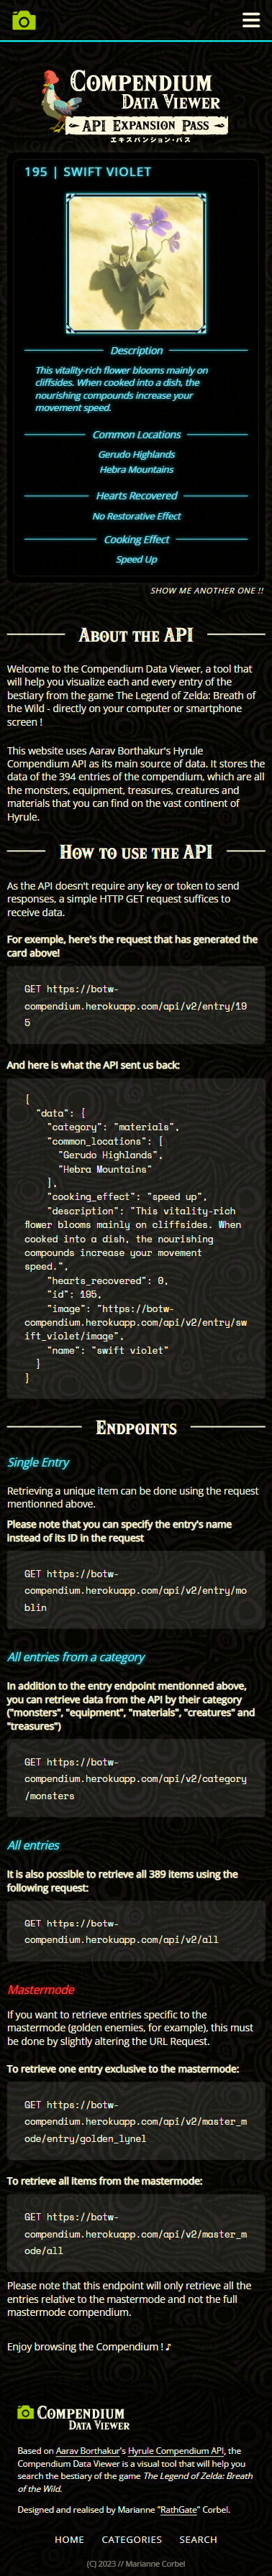 COMPENDIUM
DATA VIEWER
API EXPANSION PASS
エキスパンション・パス
195 | SWIFT VIOLET
Description
This vitality-rich flower blooms mainly on
cliffsides. When cooked into a dish, the
nourishing compounds increase your
movement speed.
Common Locations
Gerudo Highlands
Hebra Mountains
Hearts Recovered
No Restorative Effect
Cooking Effect
Speed Up
SHOW ME ANOTHER ONE !!
ABOUT THE API
Welcome to the Compendium Data Viewer, a tool that
will help you visualize each and every entry of the
bestiary from the game The Legend of Zelda: Breath of
the Wild - directly on your computer or smartphone
screen !
This website uses Aarav Borthakur's Hyrule
Compendium API as its main source of data. It stores the
data of the 394 entries of the compendium, which are all
the monsters, equipment, treasures, creatures and
materials that you can find on the vast continent of
Hyrule.
HOW TO USE THE API
As the API doesn't require any key or token to send
responses, a simple HTTP GET request suffices to
receive data.
For exemple, here's the request that has generated the
card above!
GET https://botw-
compendium.herokuapp.com/api/v2/entry/19
5
And here is what the API sent us back:
{
"data": {
"category": "materials",
"common_locations": [
"Gerudo Highlands",
"Hebra Mountains"
],
"cooking_effect": "speed up",
"description": "This vitality-rich
flower blooms mainly on cliffsides. When
cooked into a dish, the nourishing
compounds increase your movement
speed.",
"hearts_recovered": 0,
"id": 195,
"image": "https://botw-
compendium.herokuapp.com/api/v2/entry/sw
ift_violet/image",
"name": "swift violet"
}
}
ENDPOINTS
Single Entry
Retrieving a unique item can be done using the request
mentionned above.
Please note that you can specify the entry's name
instead of its ID in the request
GET https://botw-
compendium.herokuapp.com/api/v2/entry/mo
blin
All entries from a category
In addition to the entry endpoint mentionned above,
you can retrieve data from the API by their category
("monsters", "equipment", "materials", "creatures" and
"treasures")
GET https://botw-
compendium.herokuapp.com/api/v2/category
/monsters
All entries
It is also possible to retrieve all 389 items using the
following request:
GET https://botw-
compendium.herokuapp.com/api/v2/all
Mastermode
If you want to retrieve entries specific to the
mastermode (golden enemies, for example), this must
be done by slightly altering the URL Request.
To retrieve one entry exclusive to the mastermode:
GET https://botw-
compendium.herokuapp.com/api/v2/master_m
ode/entry/golden_lynel
To retrieve all items from the mastermode:
GET https://botw-
compendium.herokuapp.com/api/v2/master_m
ode/all
Please note that this endpoint will only retrieve all the
entries relative to the mastermode and not the full
mastermode compendium.
Enjoy browsing the Compendium ! ♪
COMPENDIUM
DATA VIEWER
Based on Aarav Borthakur's Hyrule Compendium API, the
Compendium Data Viewer is a visual tool that will help you
search the bestiary of the game The Legend of Zelda: Breath
of the Wild.
Designed and realised by Marianne "RathGate" Corbel.
HOME CATEGORIES SEARCH
(C) 2023 // Marianne Corbel